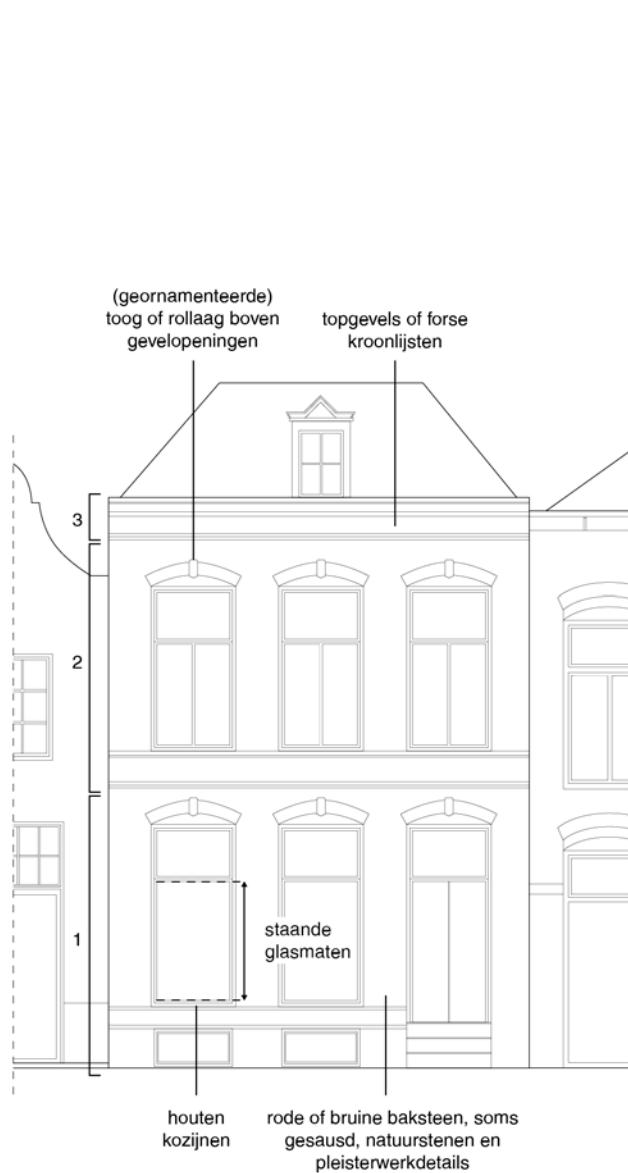 (geornamenteerde)
toog of rollaag boven
gevelopeningen
topgevels of forse
kroonlijsten
3
2
1
staande
glasmaten
houten
kozijnen
rode of bruine baksteen, soms
gesausd, natuurstenen en
pleisterwerkdetails